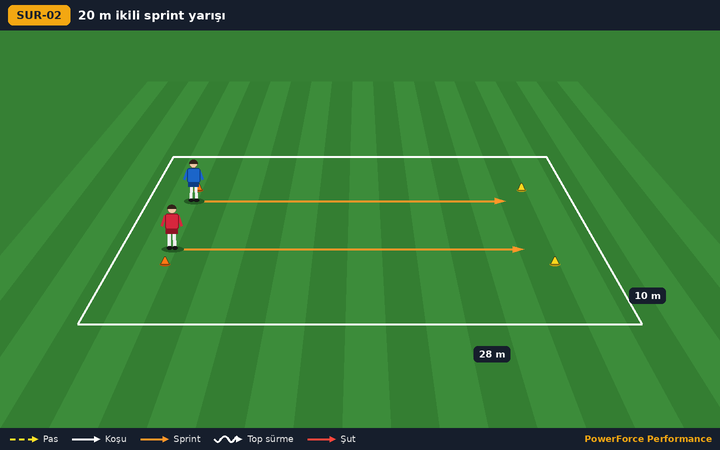 SUR-02 20 m ikili sprint yarışı
10 m
28 m
Pas Koşu Sprint Top sürme Şut PowerForce Performance